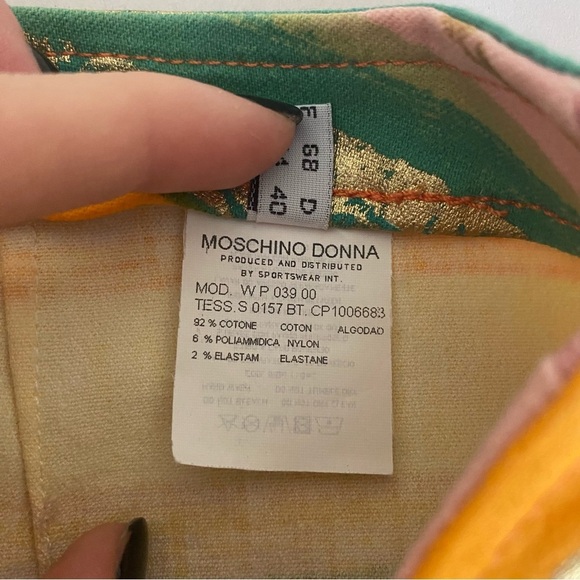 F GB D
40
MOSCHINO DONNA
PRODUCED AND DISTRIBUTED
BY SPORTSWEAR INT.
MOD. W P 039 00
TESS. S 0157 BT. CP1006683
92 % COTONE COTON ALGODAO
6 % POLIAMMIDICA NYLON
2 % ELASTAM ELASTANE